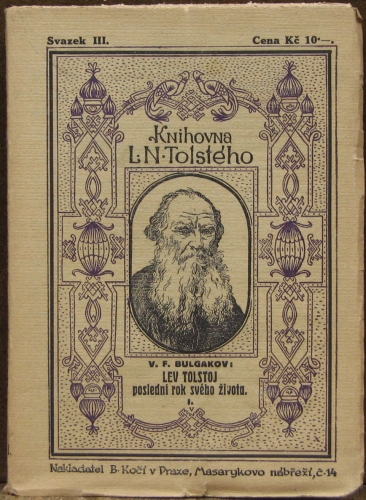 Svazek III. Cena Kč 10·—.
Knihovna
L.N.Tolstého
V. F. BULGAKOV:
LEV TOLSTOJ
poslední rok svého života.
I.
Nakladatel B. Kočí v Praze, Masarykovo nábřeží, č. 14